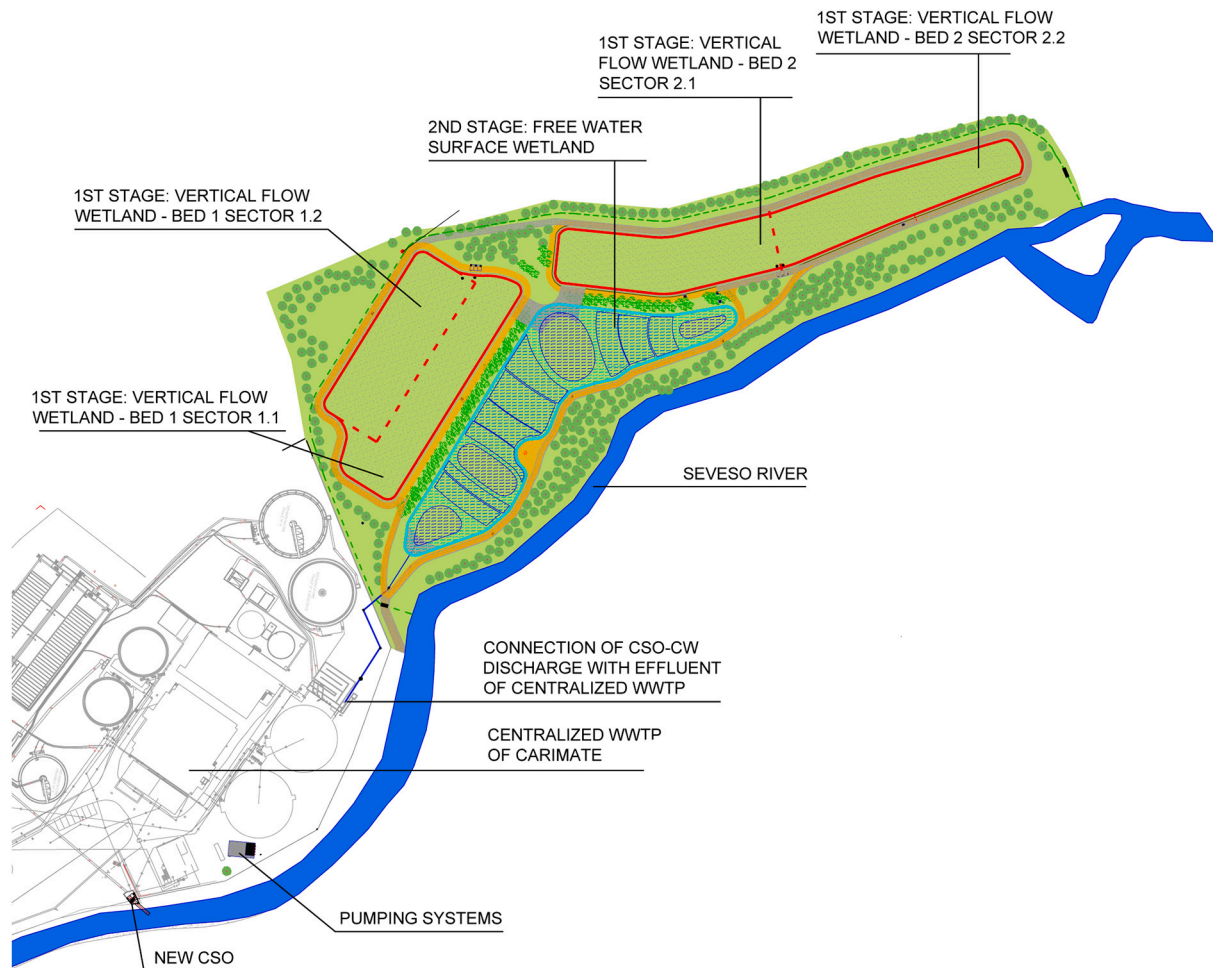 1ST STAGE: VERTICAL FLOW
WETLAND - BED 2 SECTOR 2.2
1ST STAGE: VERTICAL
FLOW WETLAND - BED 2
SECTOR 2.1
2ND STAGE: FREE WATER
SURFACE WETLAND
1ST STAGE: VERTICAL FLOW
WETLAND - BED 1 SECTOR 1.2
1ST STAGE: VERTICAL FLOW
WETLAND - BED 1 SECTOR 1.1
SEVESO RIVER
CONNECTION OF CSO-CW
DISCHARGE WITH EFFLUENT
OF CENTRALIZED WWTP
CENTRALIZED WWTP
OF CARIMATE
PUMPING SYSTEMS
NEW CSO